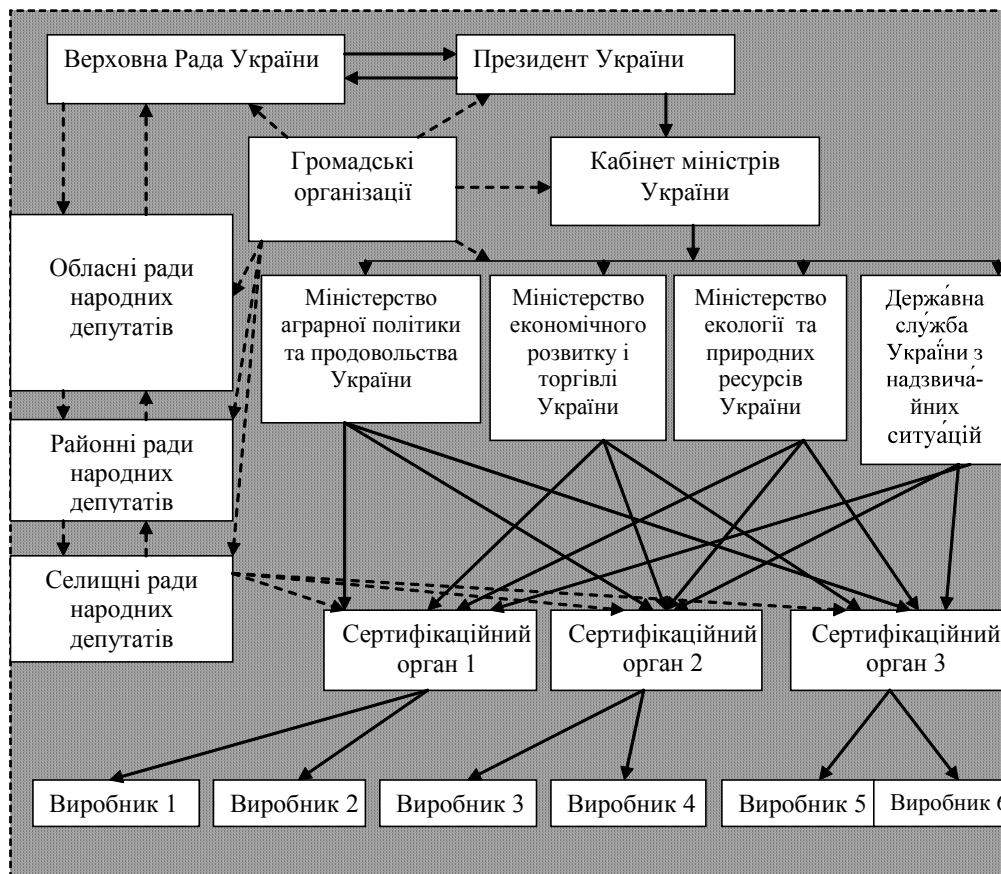 Верховна Рада України
Президент України
Громадські
організації
Кабінет міністрів
України
Обласні ради
народних
депутатів
Міністерство
аграрної політики
та продовольства
України
Міністерство
економічного
розвитку і
торгівлі
України
Міністерство
екології та
природних
ресурсів
України
Держа́вна
слу́жба
Украї́ни з
надзвича́-
йних
ситуа́цій
Районні ради
народних
депутатів
Селищні ради
народних
депутатів
Сертифікаційний
орган 1
Сертифікаційний
орган 2
Сертифікаційний
орган 3
Виробник 1
Виробник 2
Виробник 3
Виробник 4
Виробник 5
Виробник 6